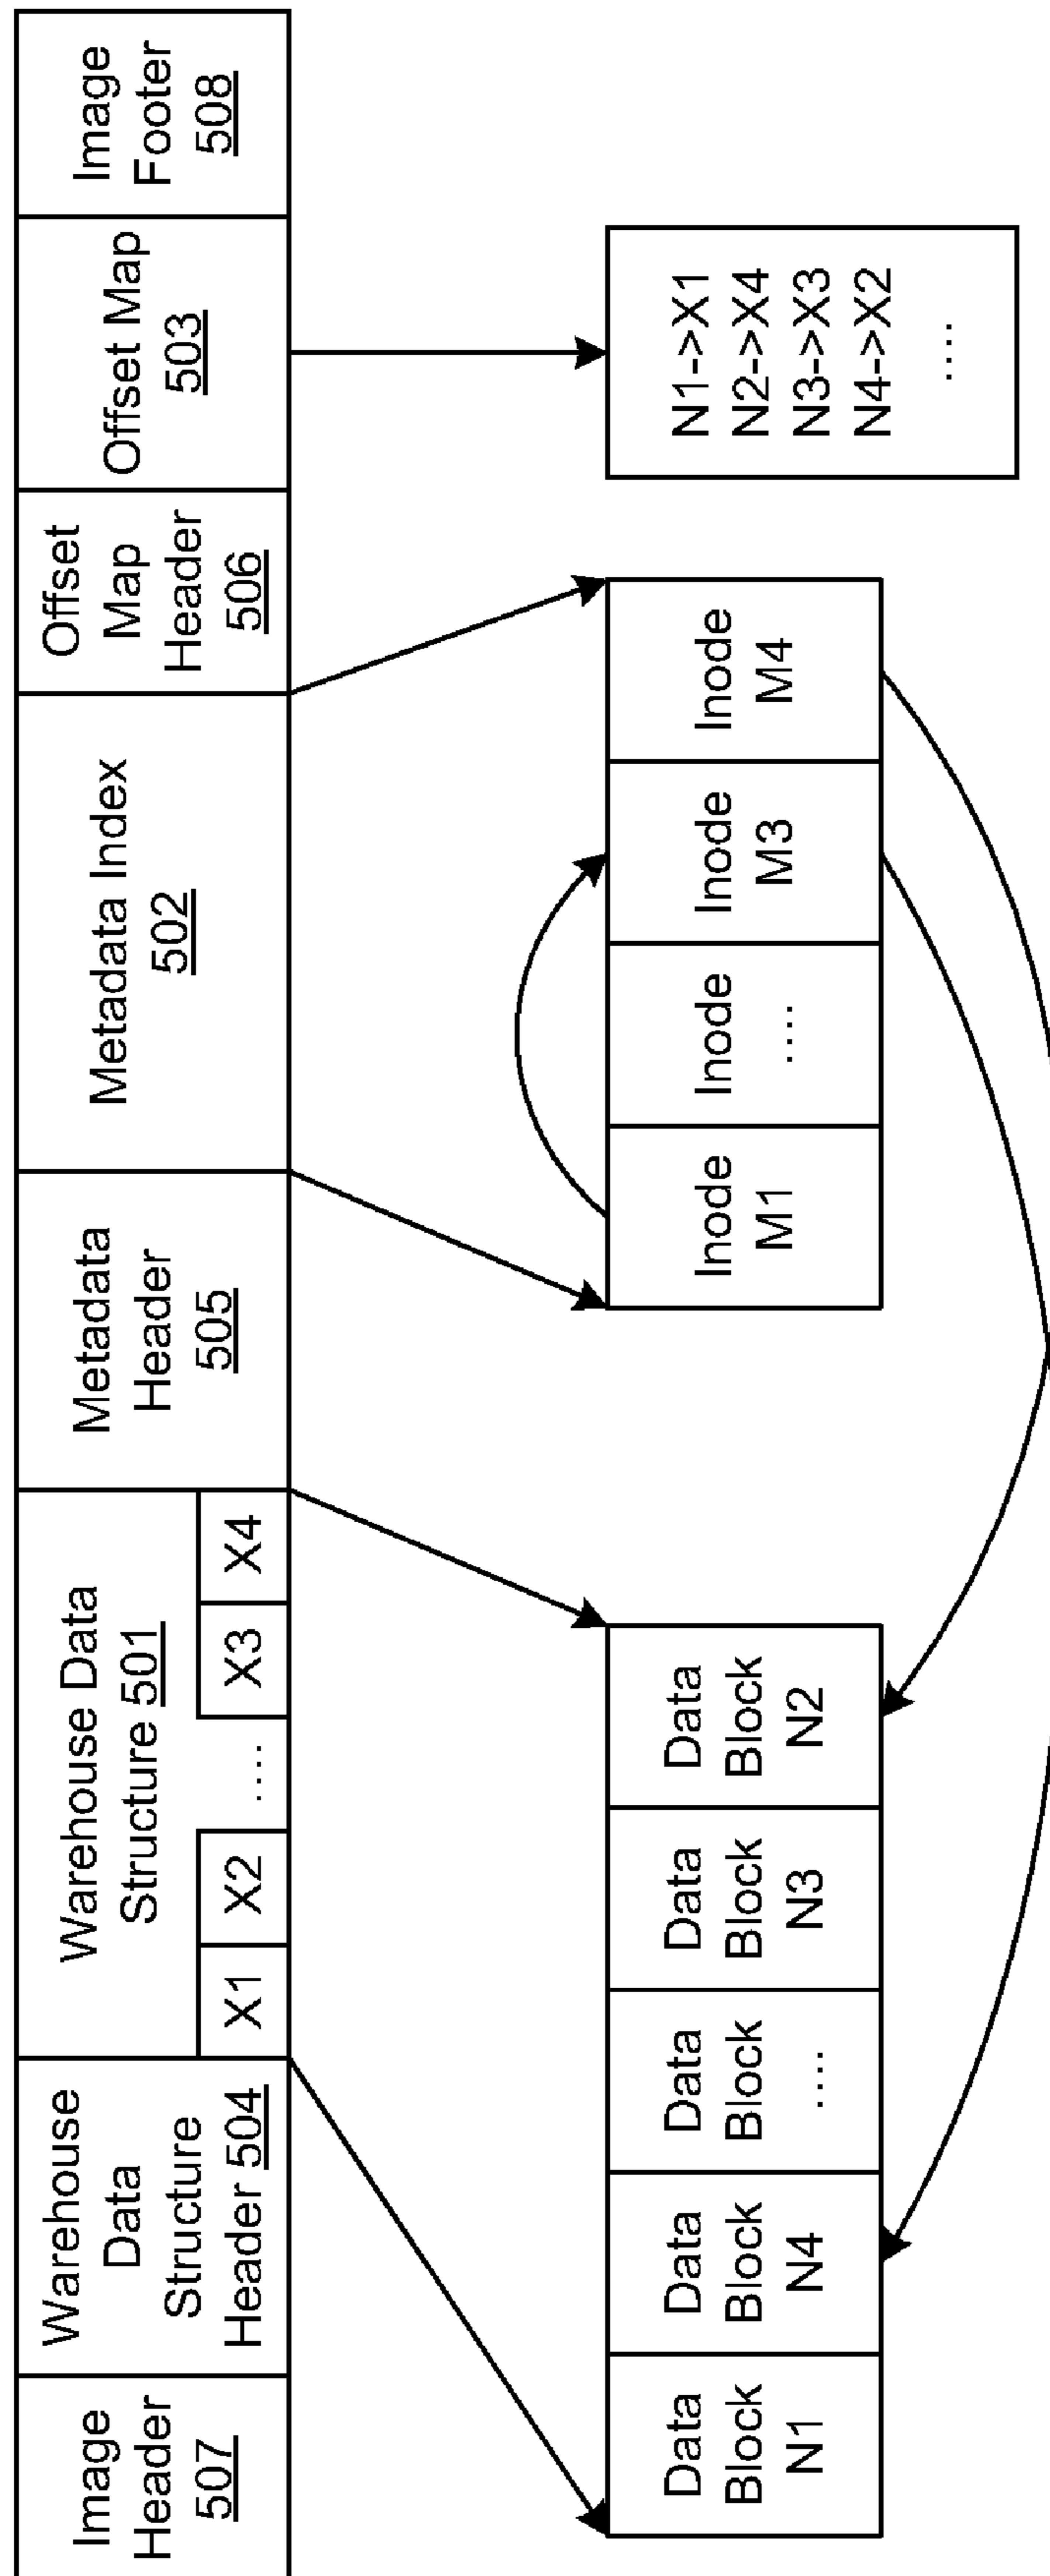 Image
Header
507
Warehouse
Data
Structure
Header 504
Warehouse Data
Structure 501
X1
X2
....
X3
X4
Metadata
Header
505
Metadata Index
502
Offset
Map
Header
506
Offset Map
503
Image
Footer
508
Data
Block
N1
Data
Block
N4
Data
Block
....
Data
Block
N3
Data
Block
N2
Inode
M1
Inode
....
Inode
M3
Inode
M4
N1->X1
N2->X4
N3->X3
N4->X2
....